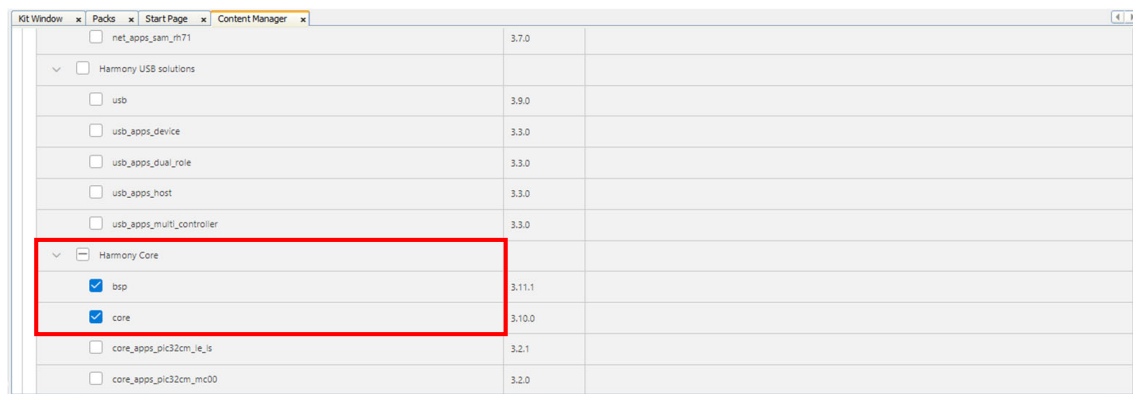 Kit Window x Packs x Start Page x Content Manager x
net_apps_sam_rh71 3.7.0
Harmony USB solutions
usb 3.9.0
usb_apps_device 3.3.0
usb_apps_dual_role 3.3.0
usb_apps_host 3.3.0
usb_apps_multi_controller 3.3.0
Harmony Core
bsp 3.11.1
core 3.10.0
core_apps_pic32cm_le_ls 3.2.1
core_apps_pic32cm_mc00 3.2.0